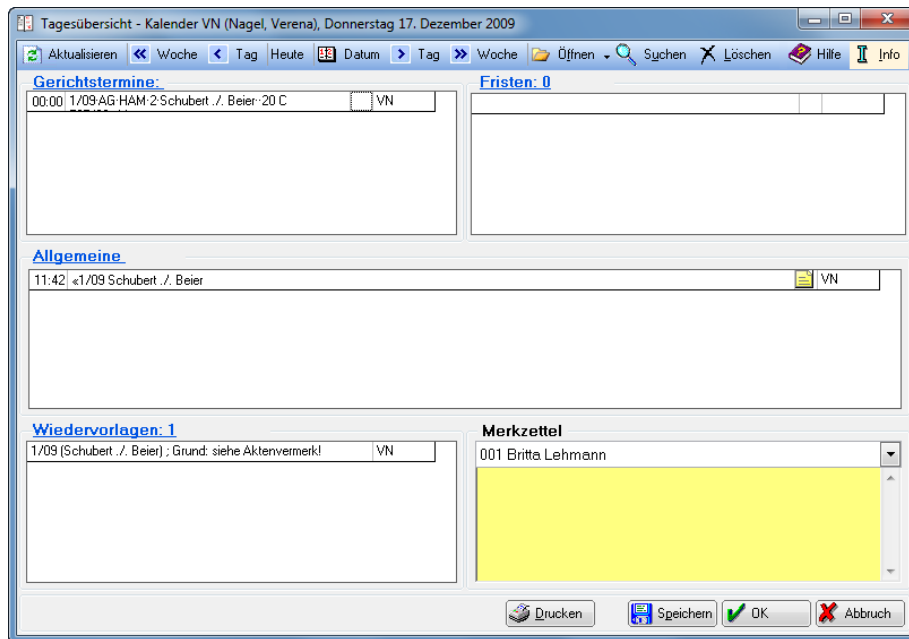 Tagesübersicht - Kalender VN (Nagel, Verena), Donnerstag 17. Dezember 2009
Aktualisieren Woche Tag Heute Datum Tag Woche Öffnen Suchen Löschen Hilfe Info
Gerichtstermine:
00:00 1/09·AG·HAM·2·Schubert ./. Beier··20 C VN
Fristen: 0
Allgemeine
11:42 «1/09 Schubert ./. Beier VN
Wiedervorlagen: 1
1/09 (Schubert ./. Beier) ; Grund: siehe Aktenvermerk! VN
Merkzettel
001 Britta Lehmann
Drucken Speichern OK Abbruch